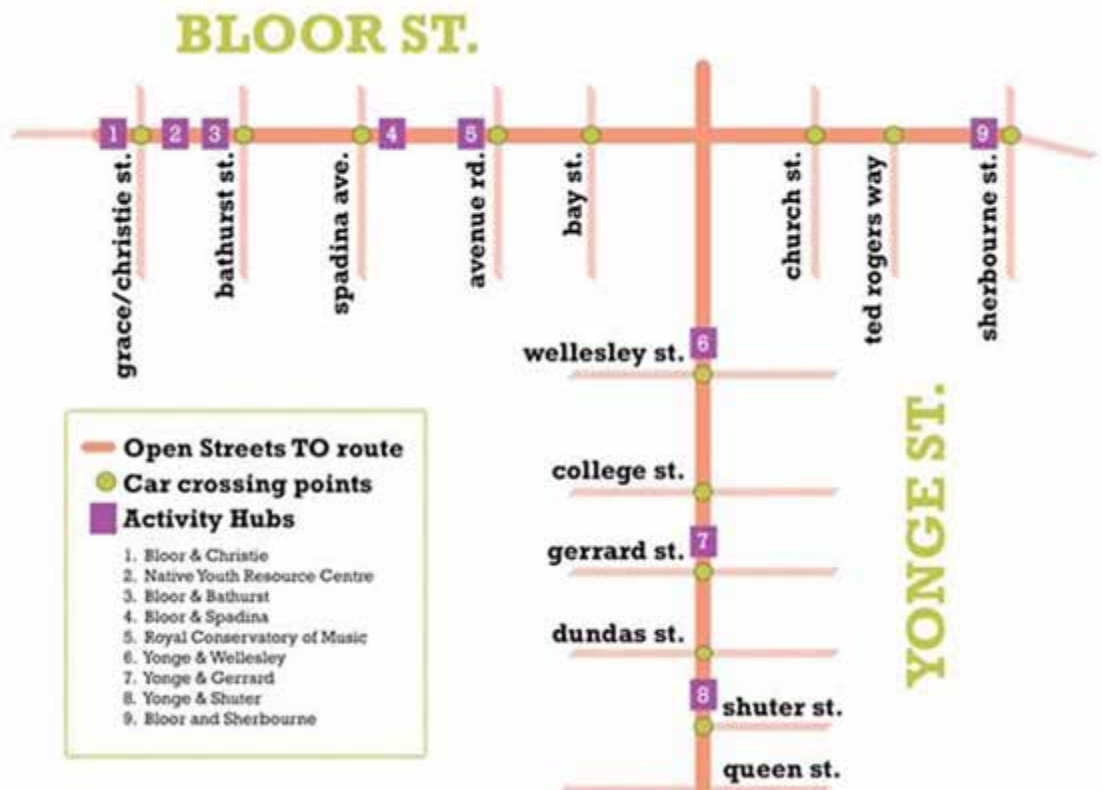 BLOOR ST.
1
2
3
4
5
9
grace/christie st.
bathurst st.
spadina ave.
avenue rd.
bay st.
church st.
ted rogers way
sherbourne st.
6
wellesley st.
college st.
7
gerrard st.
dundas st.
8
shuter st.
queen st.
YONGE ST.
Open Streets TO route
Car crossing points
Activity Hubs
1. Bloor & Christie
2. Native Youth Resource Centre
3. Bloor & Bathurst
4. Bloor & Spadina
5. Royal Conservatory of Music
6. Yonge & Wellesley
7. Yonge & Gerrard
8. Yonge & Shuter
9. Bloor and Sherbourne